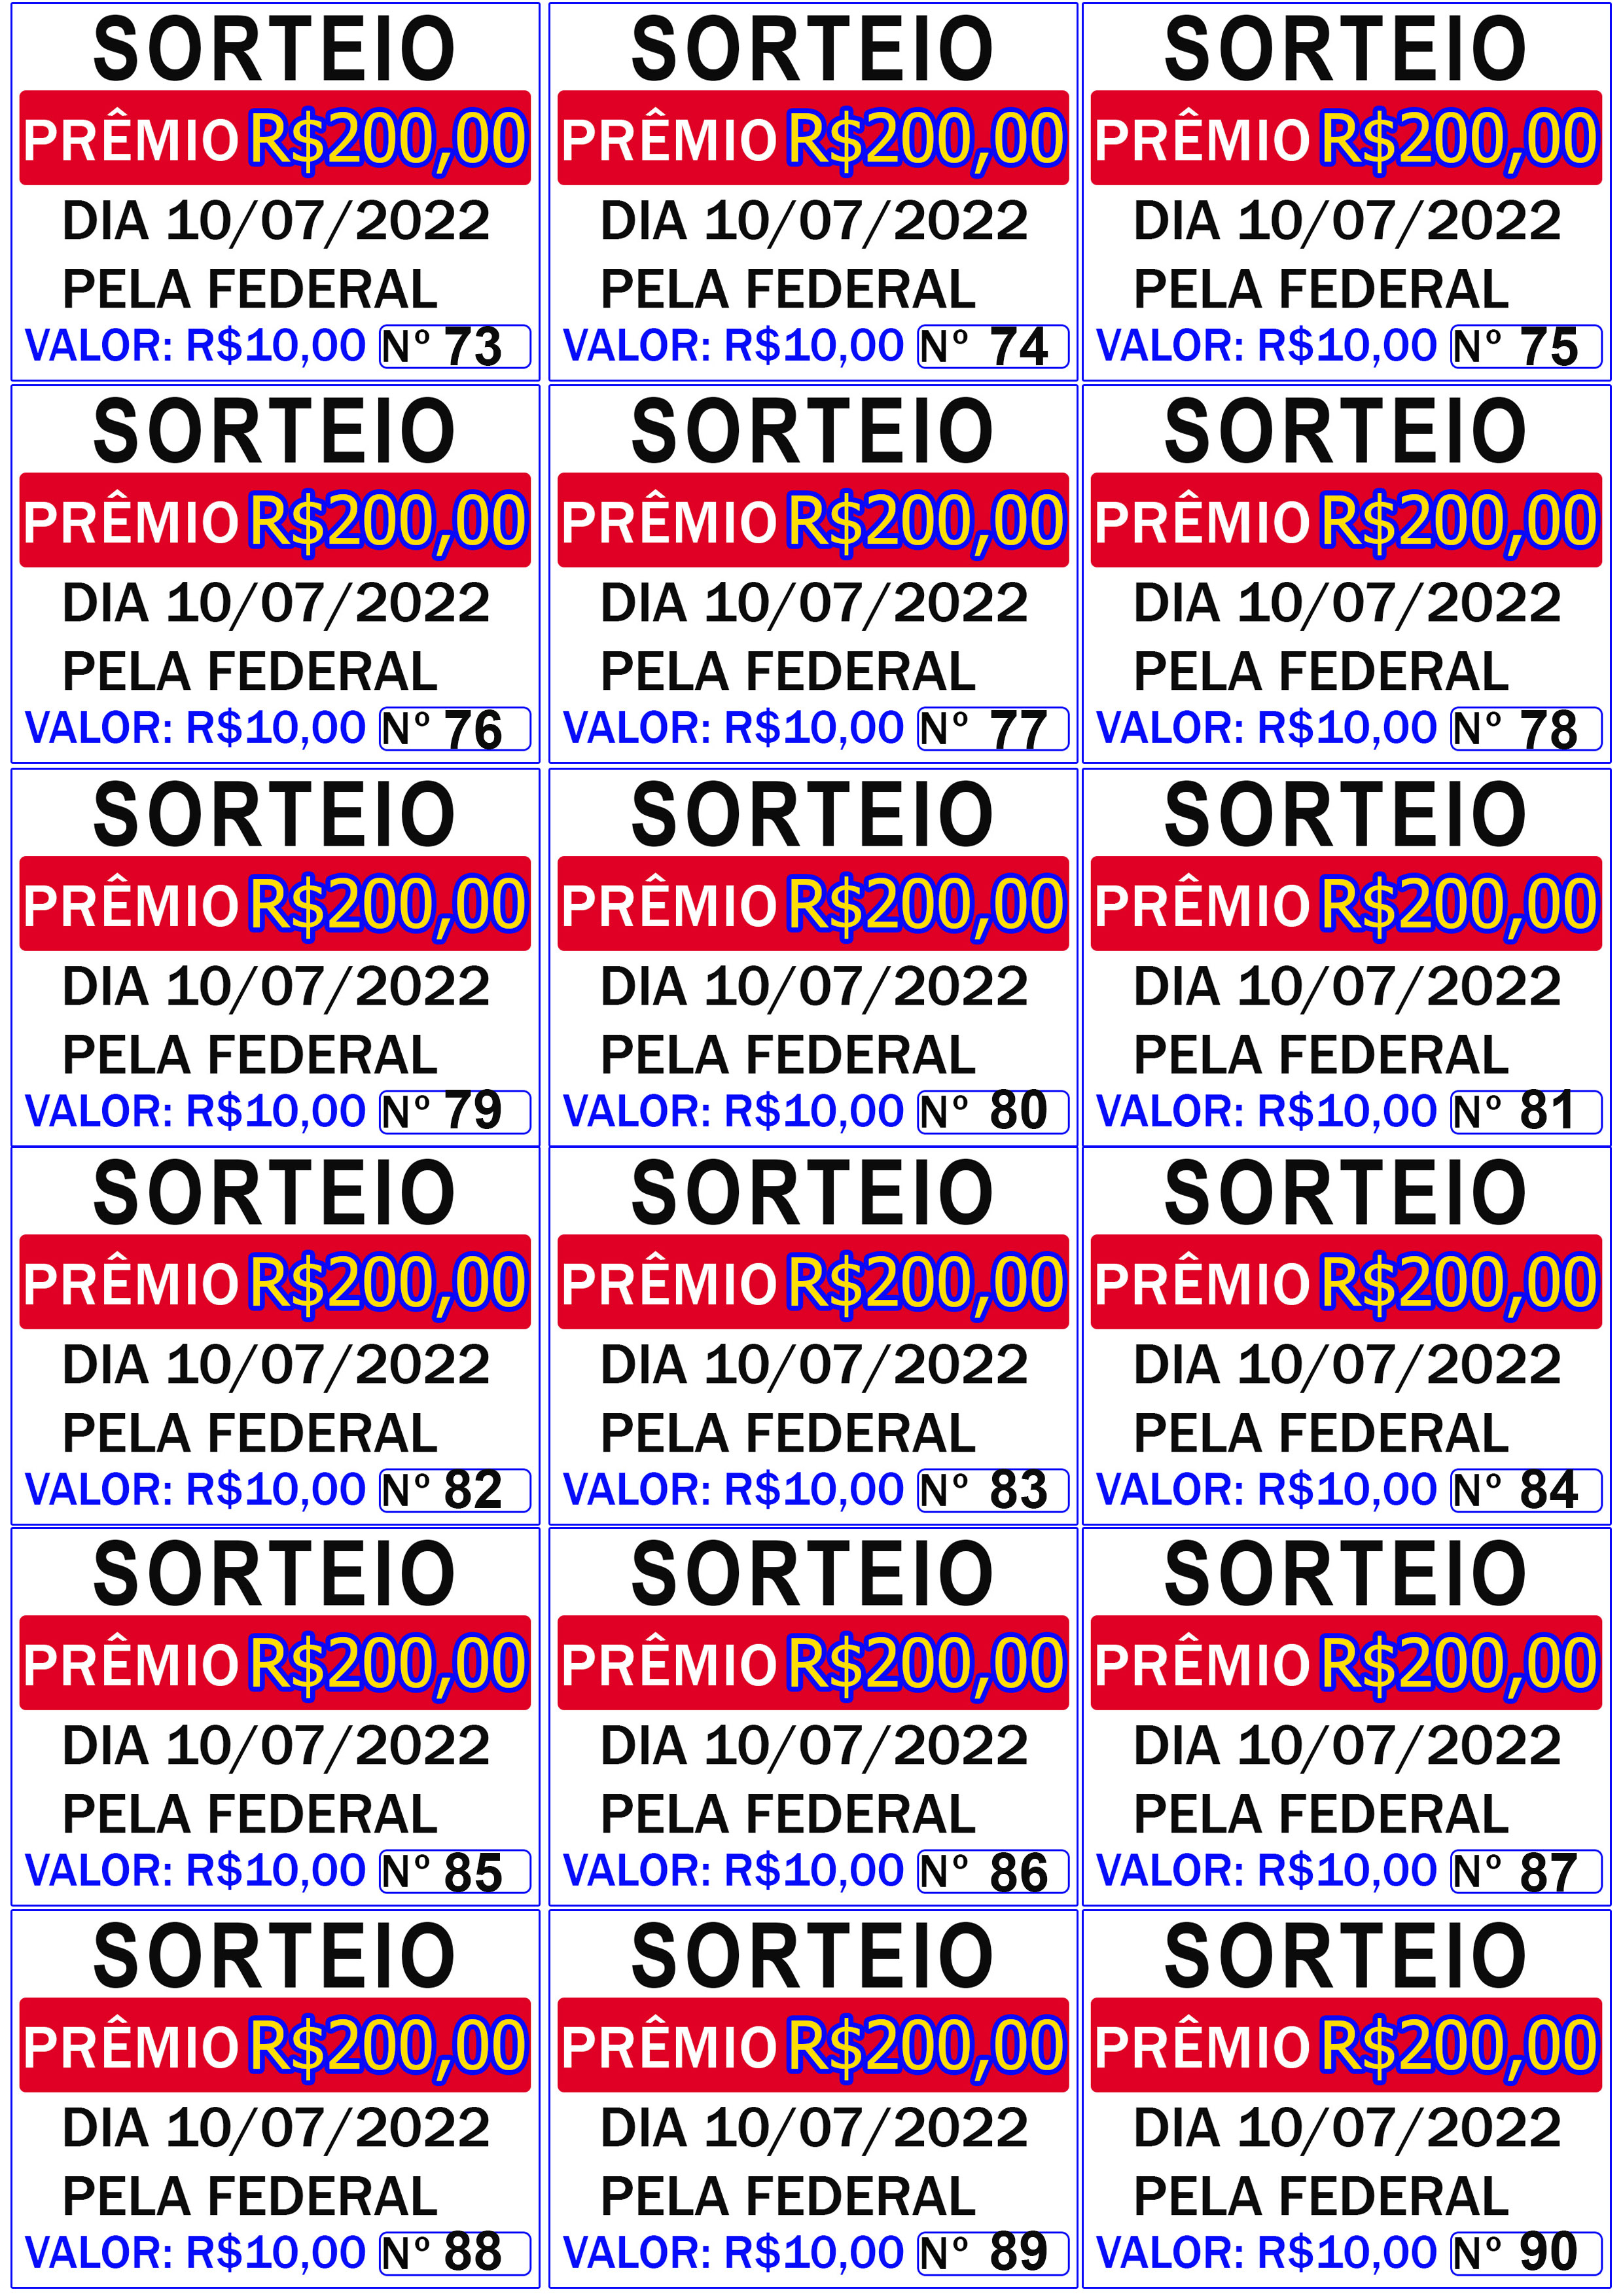 SORTEIO
PRÊMIO R$200,00
DIA 10/07/2022
PELA FEDERAL
VALOR: R$10,00 Nº 73
SORTEIO
PRÊMIO R$200,00
DIA 10/07/2022
PELA FEDERAL
VALOR: R$10,00 Nº 74
SORTEIO
PRÊMIO R$200,00
DIA 10/07/2022
PELA FEDERAL
VALOR: R$10,00 Nº 75
SORTEIO
PRÊMIO R$200,00
DIA 10/07/2022
PELA FEDERAL
VALOR: R$10,00 Nº 76
SORTEIO
PRÊMIO R$200,00
DIA 10/07/2022
PELA FEDERAL
VALOR: R$10,00 Nº 77
SORTEIO
PRÊMIO R$200,00
DIA 10/07/2022
PELA FEDERAL
VALOR: R$10,00 Nº 78
SORTEIO
PRÊMIO R$200,00
DIA 10/07/2022
PELA FEDERAL
VALOR: R$10,00 Nº 79
SORTEIO
PRÊMIO R$200,00
DIA 10/07/2022
PELA FEDERAL
VALOR: R$10,00 Nº 80
SORTEIO
PRÊMIO R$200,00
DIA 10/07/2022
PELA FEDERAL
VALOR: R$10,00 Nº 81
SORTEIO
PRÊMIO R$200,00
DIA 10/07/2022
PELA FEDERAL
VALOR: R$10,00 Nº 82
SORTEIO
PRÊMIO R$200,00
DIA 10/07/2022
PELA FEDERAL
VALOR: R$10,00 Nº 83
SORTEIO
PRÊMIO R$200,00
DIA 10/07/2022
PELA FEDERAL
VALOR: R$10,00 Nº 84
SORTEIO
PRÊMIO R$200,00
DIA 10/07/2022
PELA FEDERAL
VALOR: R$10,00 Nº 85
SORTEIO
PRÊMIO R$200,00
DIA 10/07/2022
PELA FEDERAL
VALOR: R$10,00 Nº 86
SORTEIO
PRÊMIO R$200,00
DIA 10/07/2022
PELA FEDERAL
VALOR: R$10,00 Nº 87
SORTEIO
PRÊMIO R$200,00
DIA 10/07/2022
PELA FEDERAL
VALOR: R$10,00 Nº 88
SORTEIO
PRÊMIO R$200,00
DIA 10/07/2022
PELA FEDERAL
VALOR: R$10,00 Nº 89
SORTEIO
PRÊMIO R$200,00
DIA 10/07/2022
PELA FEDERAL
VALOR: R$10,00 Nº 90